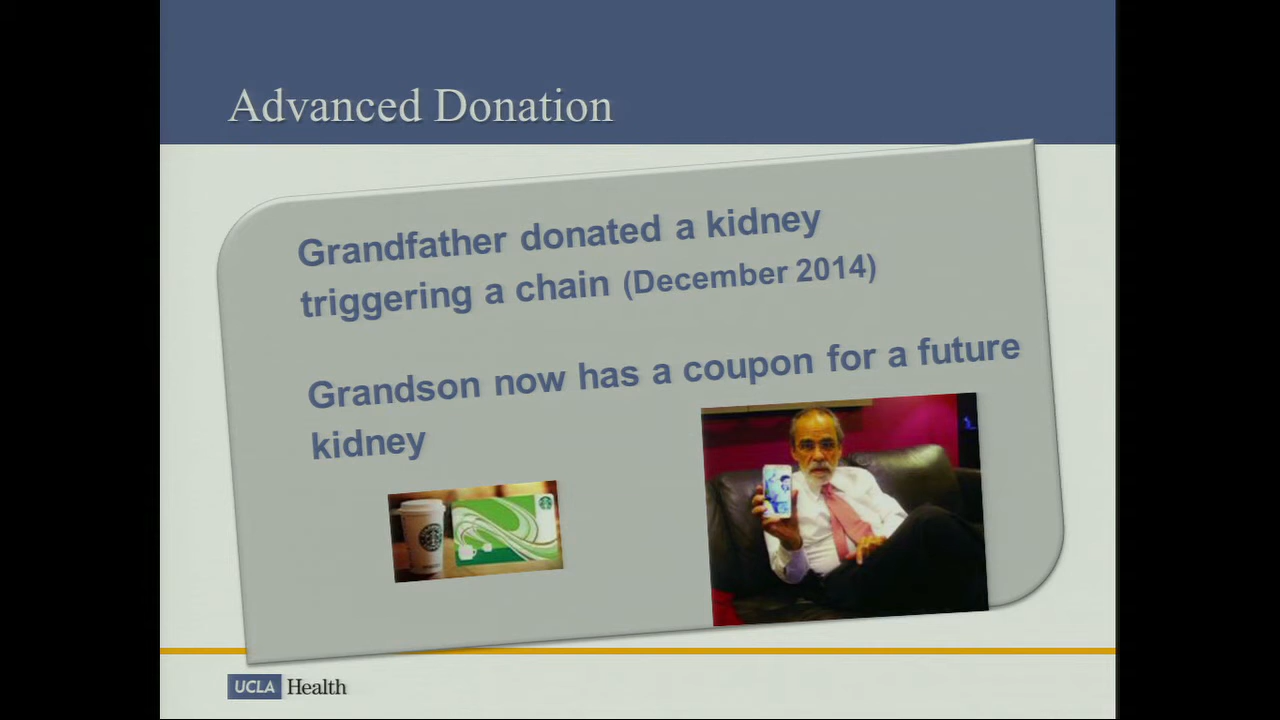 Advanced Donation
Grandfather donated a kidney
triggering a chain (December 2014)
Grandson now has a coupon for a future
kidney
UCLA Health